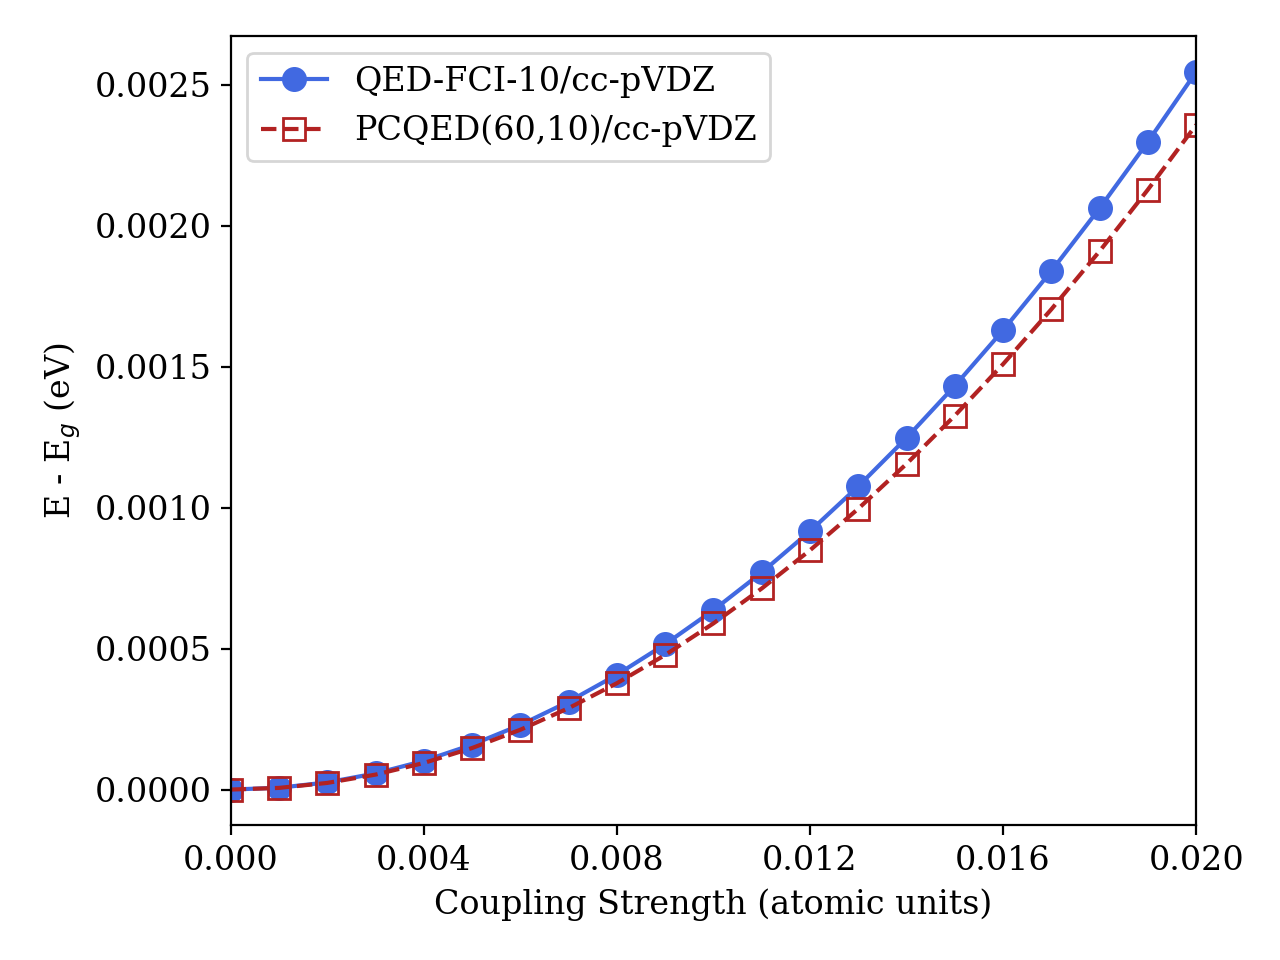 QED-FCI-10/cc-pVDZ
PCQED(60,10)/cc-pVDZ
0.0025
0.0020
0.0015
0.0010
0.0005
0.0000
E - E_g (eV)
0.000 0.004 0.008 0.012 0.016 0.020
Coupling Strength (atomic units)